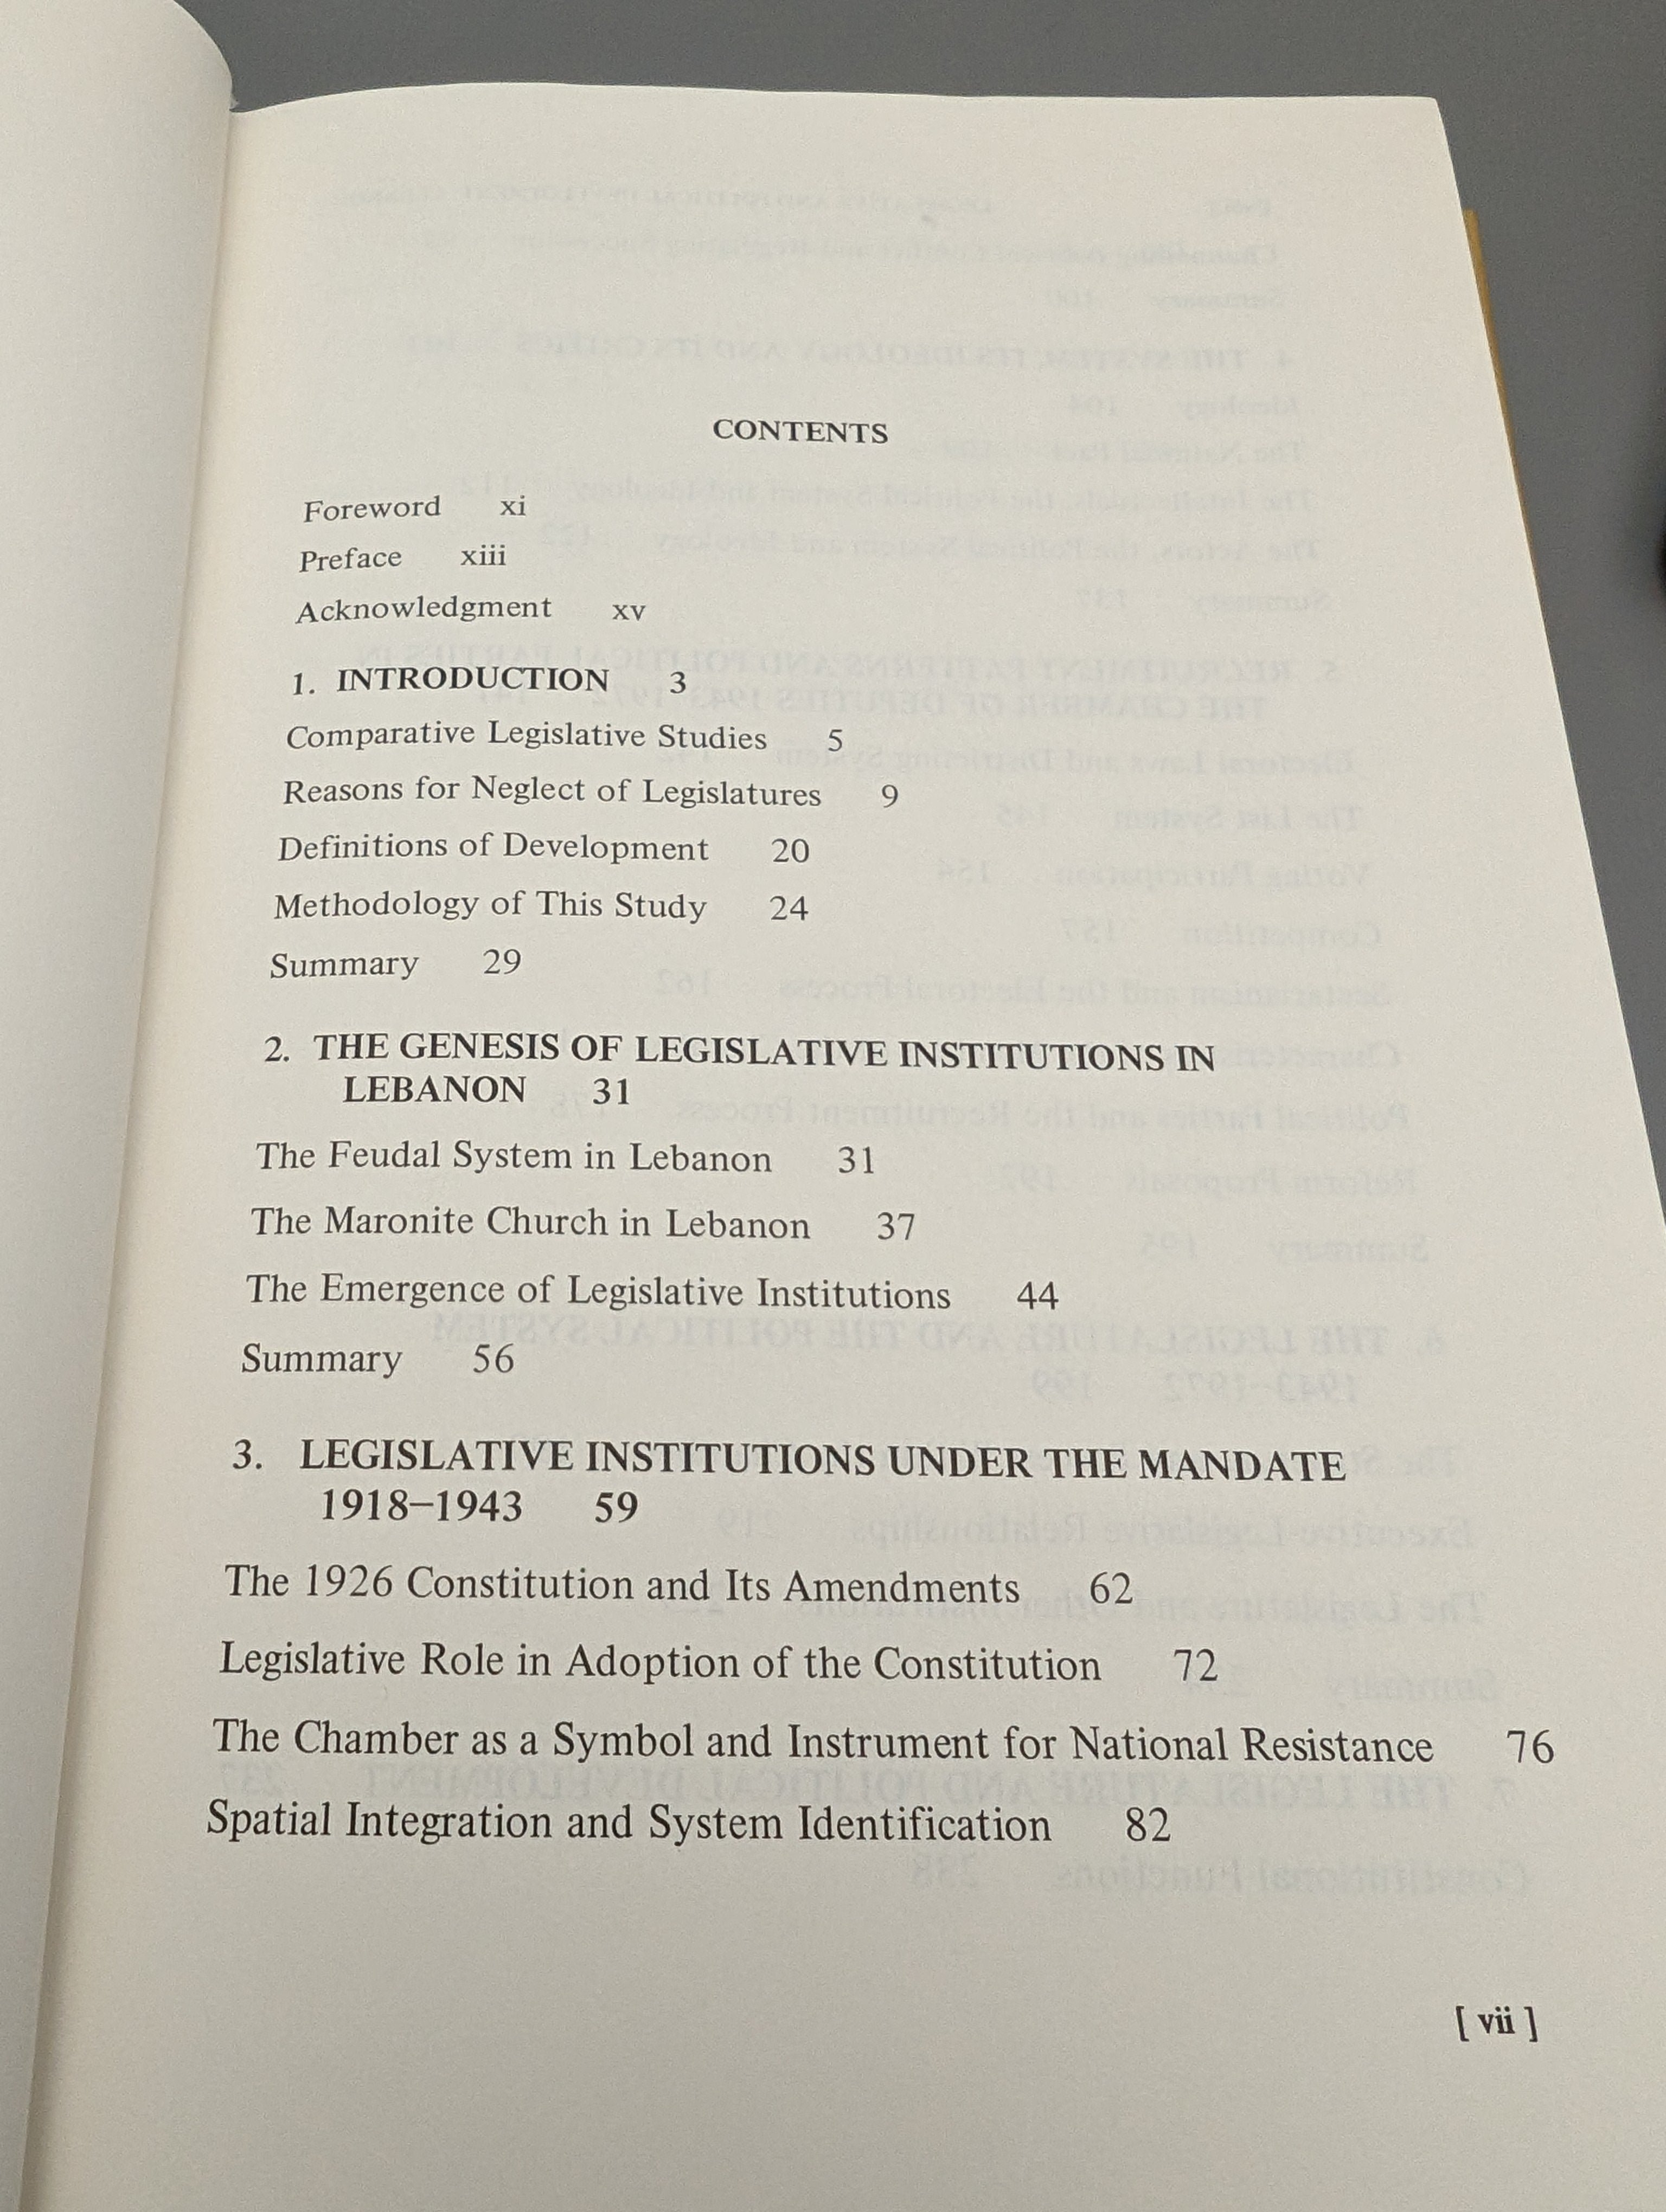 CONTENTS
Foreword xi
Preface xiii
Acknowledgment xv
1. INTRODUCTION 3
Comparative Legislative Studies 5
Reasons for Neglect of Legislatures 9
Definitions of Development 20
Methodology of This Study 24
Summary 29
2. THE GENESIS OF LEGISLATIVE INSTITUTIONS IN
LEBANON 31
The Feudal System in Lebanon 31
The Maronite Church in Lebanon 37
The Emergence of Legislative Institutions 44
Summary 56
3. LEGISLATIVE INSTITUTIONS UNDER THE MANDATE
1918–1943 59
The 1926 Constitution and Its Amendments 62
Legislative Role in Adoption of the Constitution 72
The Chamber as a Symbol and Instrument for National Resistance 76
Spatial Integration and System Identification 82
[ vii ]